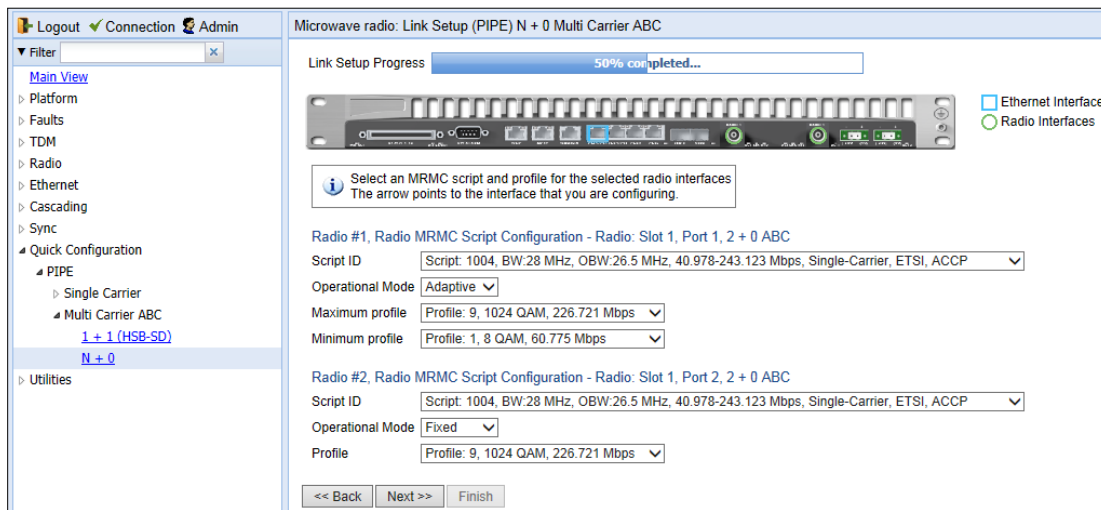 Logout Connection Admin
Filter
Main View
Platform
Faults
TDM
Radio
Ethernet
Cascading
Sync
Quick Configuration
PIPE
Single Carrier
Multi Carrier ABC
1 + 1 (HSB-SD)
N + 0
Utilities
Microwave radio: Link Setup (PIPE) N + 0 Multi Carrier ABC
Link Setup Progress 50% completed...
Ethernet Interface
Radio Interfaces
Select an MRMC script and profile for the selected radio interfaces
The arrow points to the interface that you are configuring.
Radio #1, Radio MRMC Script Configuration - Radio: Slot 1, Port 1, 2 + 0 ABC
Script ID Script: 1004, BW:28 MHz, OBW:26.5 MHz, 40.978-243.123 Mbps, Single-Carrier, ETSI, ACCP
Operational Mode Adaptive
Maximum profile Profile: 9, 1024 QAM, 226.721 Mbps
Minimum profile Profile: 1, 8 QAM, 60.775 Mbps
Radio #2, Radio MRMC Script Configuration - Radio: Slot 1, Port 2, 2 + 0 ABC
Script ID Script: 1004, BW:28 MHz, OBW:26.5 MHz, 40.978-243.123 Mbps, Single-Carrier, ETSI, ACCP
Operational Mode Fixed
Profile Profile: 9, 1024 QAM, 226.721 Mbps
<< Back Next >> Finish